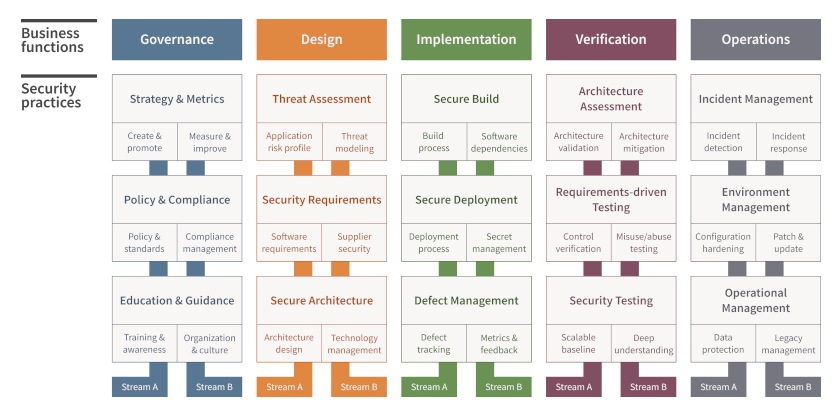 Business
functions
Governance
Design
Implementation
Verification
Operations
Security
practices
Strategy & Metrics
Create &
promote
Measure &
improve
Threat Assessment
Application
risk profile
Threat
modeling
Secure Build
Build
process
Software
dependencies
Architecture
Assessment
Architecture
validation
Architecture
mitigation
Incident Management
Incident
detection
Incident
response
Policy & Compliance
Policy &
standards
Compliance
management
Security Requirements
Software
requirements
Supplier
security
Secure Deployment
Deployment
process
Secret
management
Requirements-driven
Testing
Control
verification
Misuse/abuse
testing
Environment
Management
Configuration
hardening
Patch &
update
Education & Guidance
Training &
awareness
Organization
& culture
Secure Architecture
Architecture
design
Technology
management
Defect Management
Defect
tracking
Metrics &
feedback
Security Testing
Scalable
baseline
Deep
understanding
Operational
Management
Data
protection
Legacy
management
Stream A
Stream B
Stream A
Stream B
Stream A
Stream B
Stream A
Stream B
Stream A
Stream B